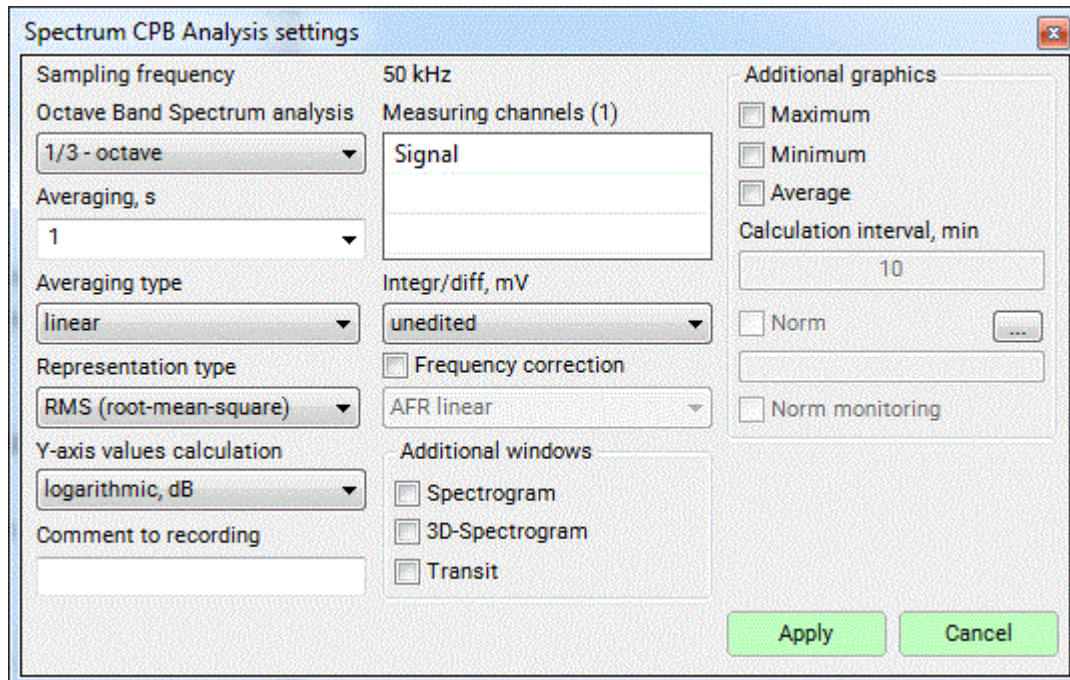 Spectrum CPB Analysis settings
Sampling frequency
50 kHz
Octave Band Spectrum analysis
1/3 - octave
Averaging, s
1
Averaging type
linear
Representation type
RMS (root-mean-square)
Y-axis values calculation
logarithmic, dB
Comment to recording
Measuring channels (1)
Signal
Integr/diff, mV
unedited
Frequency correction
AFR linear
Additional windows
Spectrogram
3D-Spectrogram
Transit
Additional graphics
Maximum
Minimum
Average
Calculation interval, min
10
Norm
...
Norm monitoring
Apply
Cancel